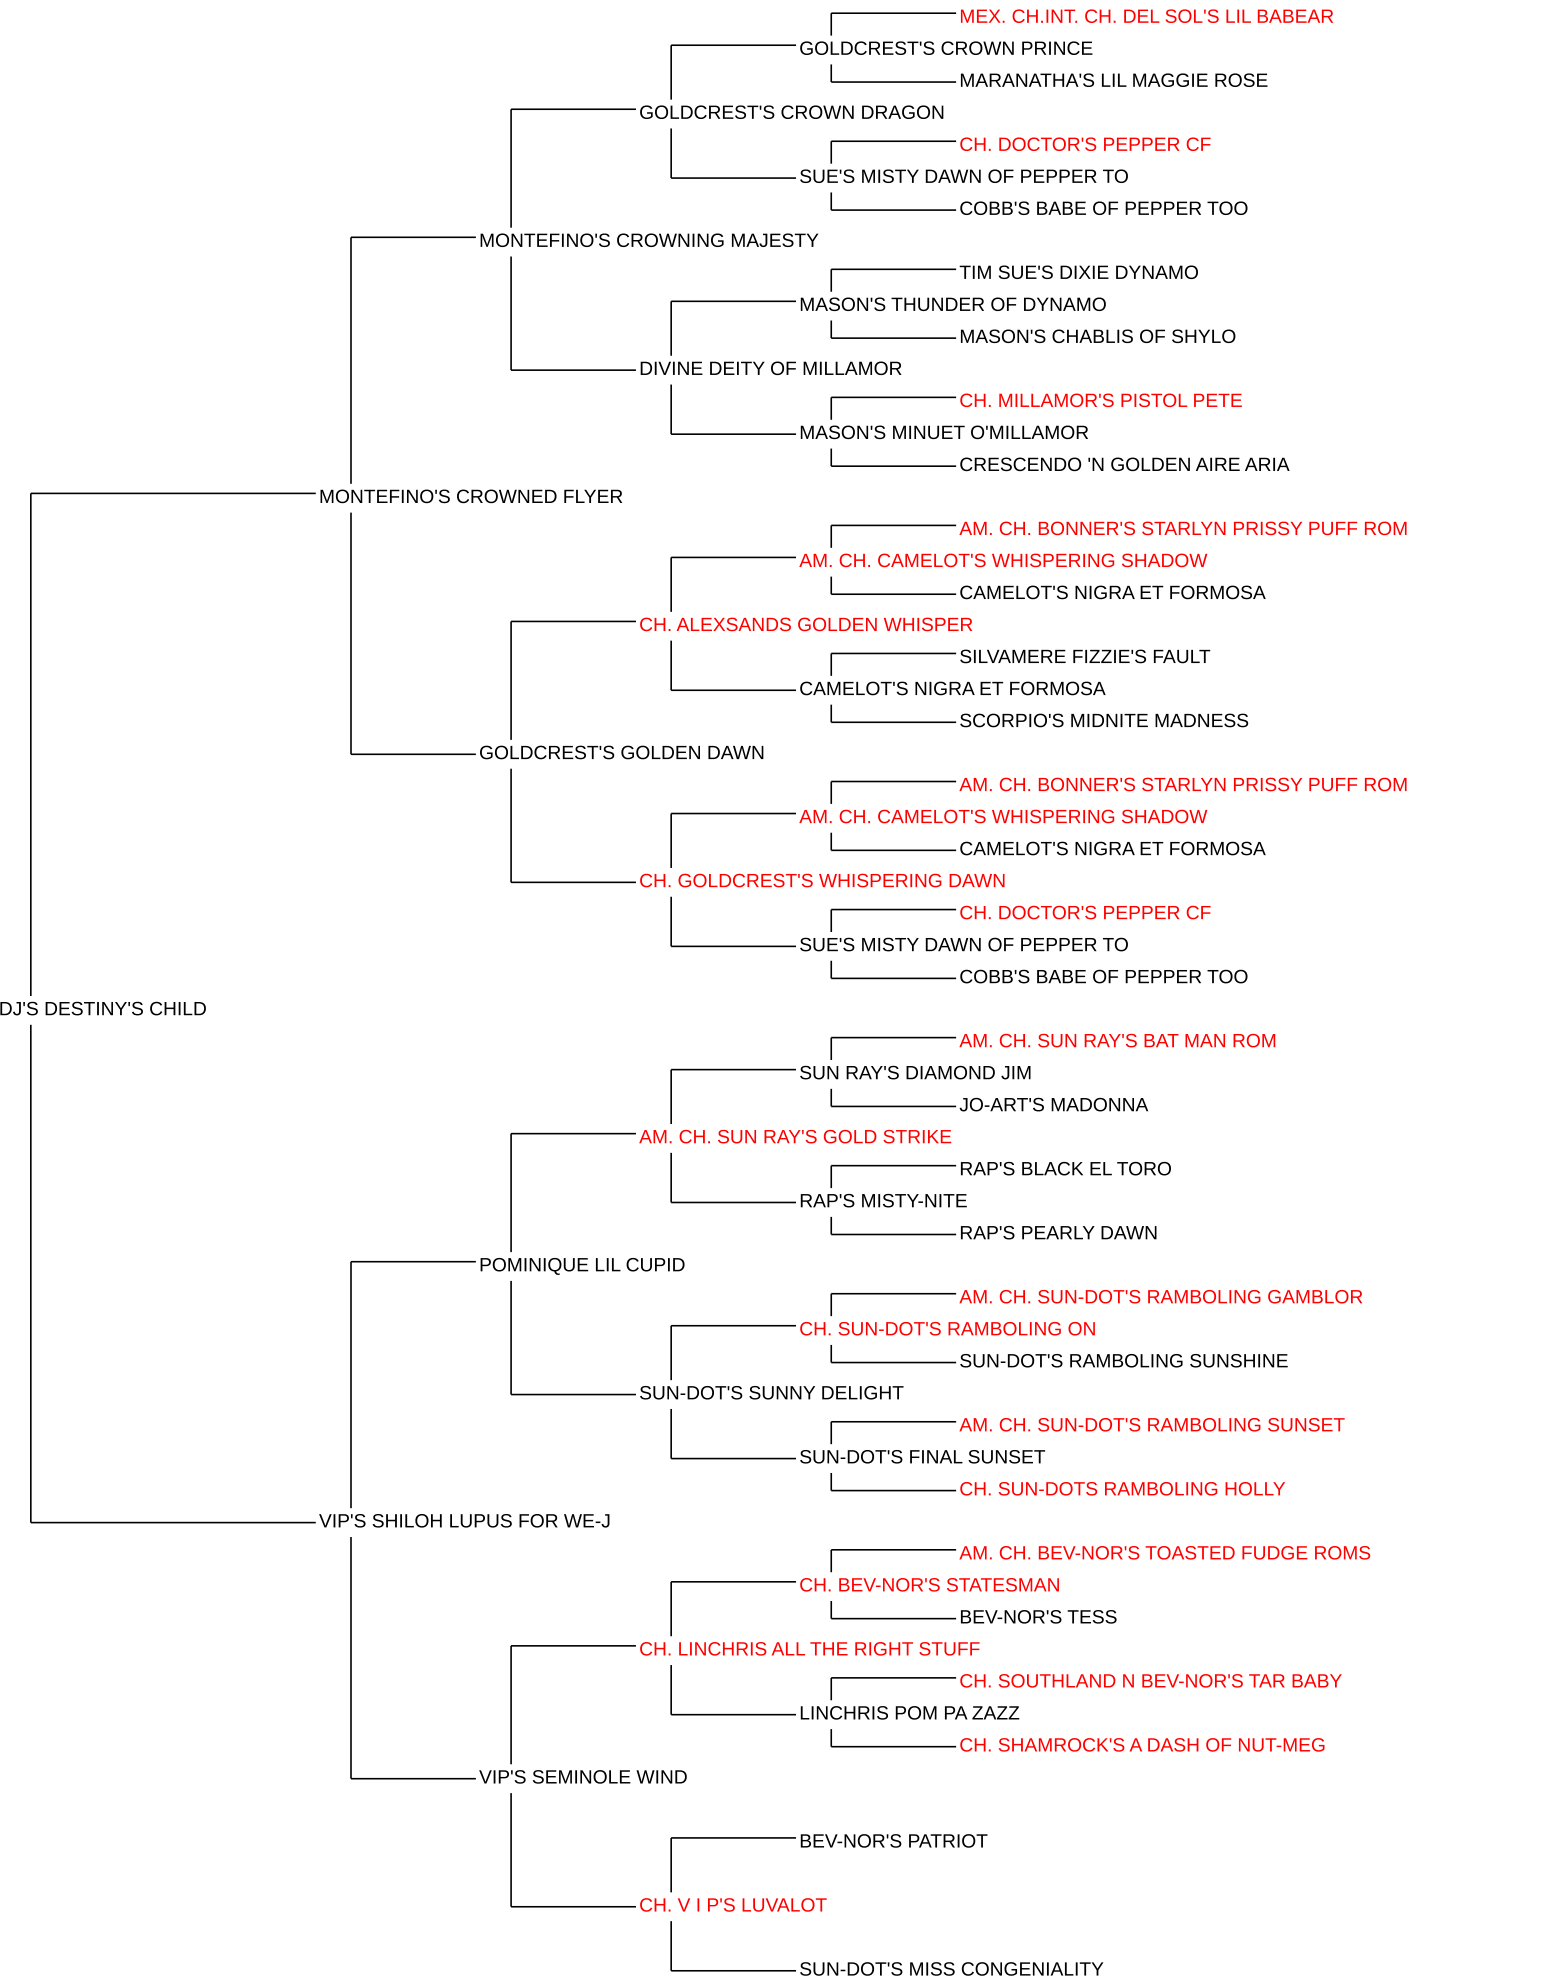 MEX. CH.INT. CH. DEL SOL'S LIL BABEAR
GOLDCREST'S CROWN PRINCE
MARANATHA'S LIL MAGGIE ROSE
GOLDCREST'S CROWN DRAGON
CH. DOCTOR'S PEPPER CF
SUE'S MISTY DAWN OF PEPPER TO
COBB'S BABE OF PEPPER TOO
MONTEFINO'S CROWNING MAJESTY
TIM SUE'S DIXIE DYNAMO
MASON'S THUNDER OF DYNAMO
MASON'S CHABLIS OF SHYLO
DIVINE DEITY OF MILLAMOR
CH. MILLAMOR'S PISTOL PETE
MASON'S MINUET O'MILLAMOR
CRESCENDO 'N GOLDEN AIRE ARIA
MONTEFINO'S CROWNED FLYER
AM. CH. BONNER'S STARLYN PRISSY PUFF ROM
AM. CH. CAMELOT'S WHISPERING SHADOW
CAMELOT'S NIGRA ET FORMOSA
CH. ALEXSANDS GOLDEN WHISPER
SILVAMERE FIZZIE'S FAULT
CAMELOT'S NIGRA ET FORMOSA
SCORPIO'S MIDNITE MADNESS
GOLDCREST'S GOLDEN DAWN
AM. CH. BONNER'S STARLYN PRISSY PUFF ROM
AM. CH. CAMELOT'S WHISPERING SHADOW
CAMELOT'S NIGRA ET FORMOSA
CH. GOLDCREST'S WHISPERING DAWN
CH. DOCTOR'S PEPPER CF
SUE'S MISTY DAWN OF PEPPER TO
COBB'S BABE OF PEPPER TOO
DJ'S DESTINY'S CHILD
AM. CH. SUN RAY'S BAT MAN ROM
SUN RAY'S DIAMOND JIM
JO-ART'S MADONNA
AM. CH. SUN RAY'S GOLD STRIKE
RAP'S BLACK EL TORO
RAP'S MISTY-NITE
RAP'S PEARLY DAWN
POMINIQUE LIL CUPID
AM. CH. SUN-DOT'S RAMBOLING GAMBLOR
CH. SUN-DOT'S RAMBOLING ON
SUN-DOT'S RAMBOLING SUNSHINE
SUN-DOT'S SUNNY DELIGHT
AM. CH. SUN-DOT'S RAMBOLING SUNSET
SUN-DOT'S FINAL SUNSET
CH. SUN-DOTS RAMBOLING HOLLY
VIP'S SHILOH LUPUS FOR WE-J
AM. CH. BEV-NOR'S TOASTED FUDGE ROMS
CH. BEV-NOR'S STATESMAN
BEV-NOR'S TESS
CH. LINCHRIS ALL THE RIGHT STUFF
CH. SOUTHLAND N BEV-NOR'S TAR BABY
LINCHRIS POM PA ZAZZ
CH. SHAMROCK'S A DASH OF NUT-MEG
VIP'S SEMINOLE WIND
BEV-NOR'S PATRIOT
CH. V I P'S LUVALOT
SUN-DOT'S MISS CONGENIALITY